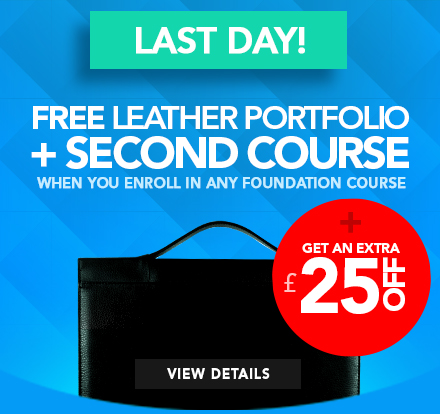 LAST DAY!
FREE LEATHER PORTFOLIO
+ SECOND COURSE
WHEN YOU ENROLL IN ANY FOUNDATION COURSE
+
GET AN EXTRA
£25 OFF
VIEW DETAILS